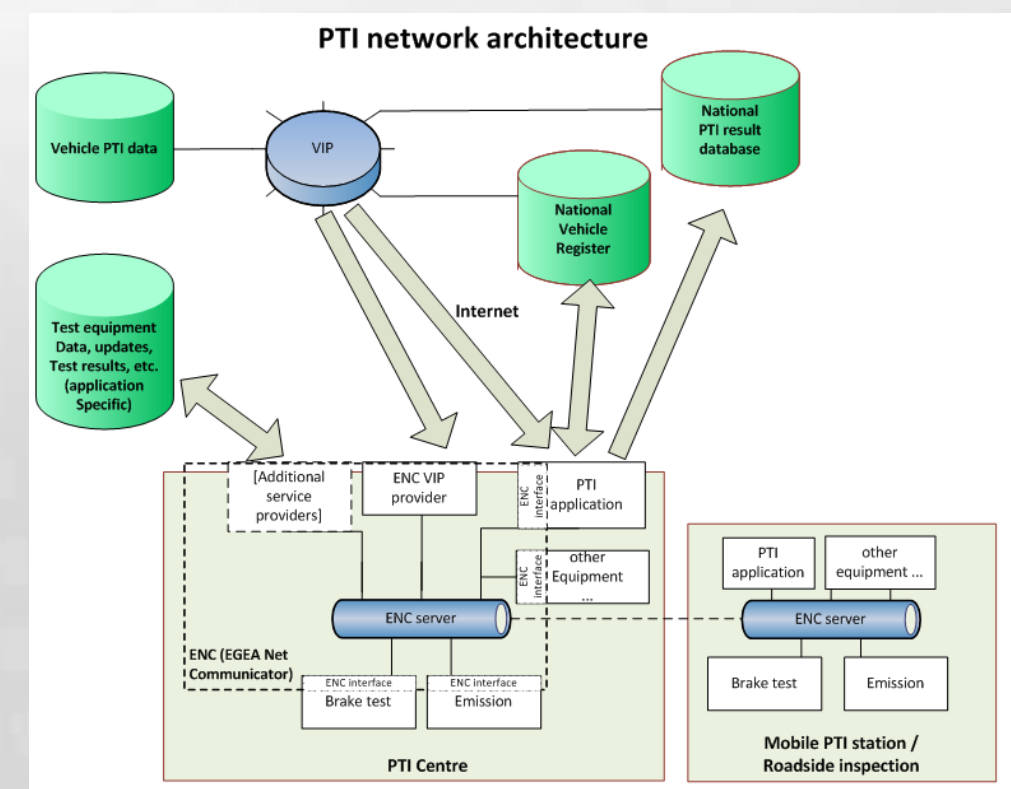 PTI network architecture
Vehicle PTI data
VIP
National
PTI result
database
National
Vehicle
Register
Internet
Test equipment
Data, updates,
Test results, etc.
(application
Specific)
[Additional
service
providers]
ENC VIP
provider
ENC
interface
PTI
application
ENC
interface
other
Equipment
...
ENC server
ENC (EGEA Net
Communicator)
ENC interface
Brake test
ENC interface
Emission
PTI Centre
PTI
application
other
equipment ...
ENC server
Brake test
Emission
Mobile PTI station /
Roadside inspection